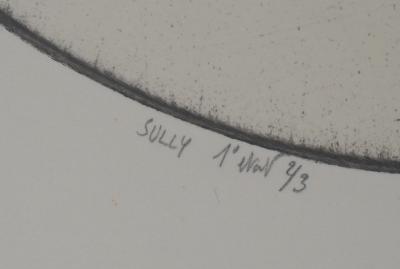 SULLY 1° état 2/3